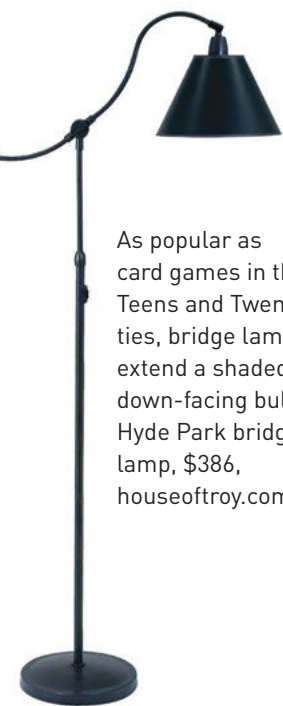 As popular as
card games in th
Teens and Twen
ties, bridge lam
extend a shaded
down-facing bul
Hyde Park bridg
lamp, $386,
houseoftroy.com